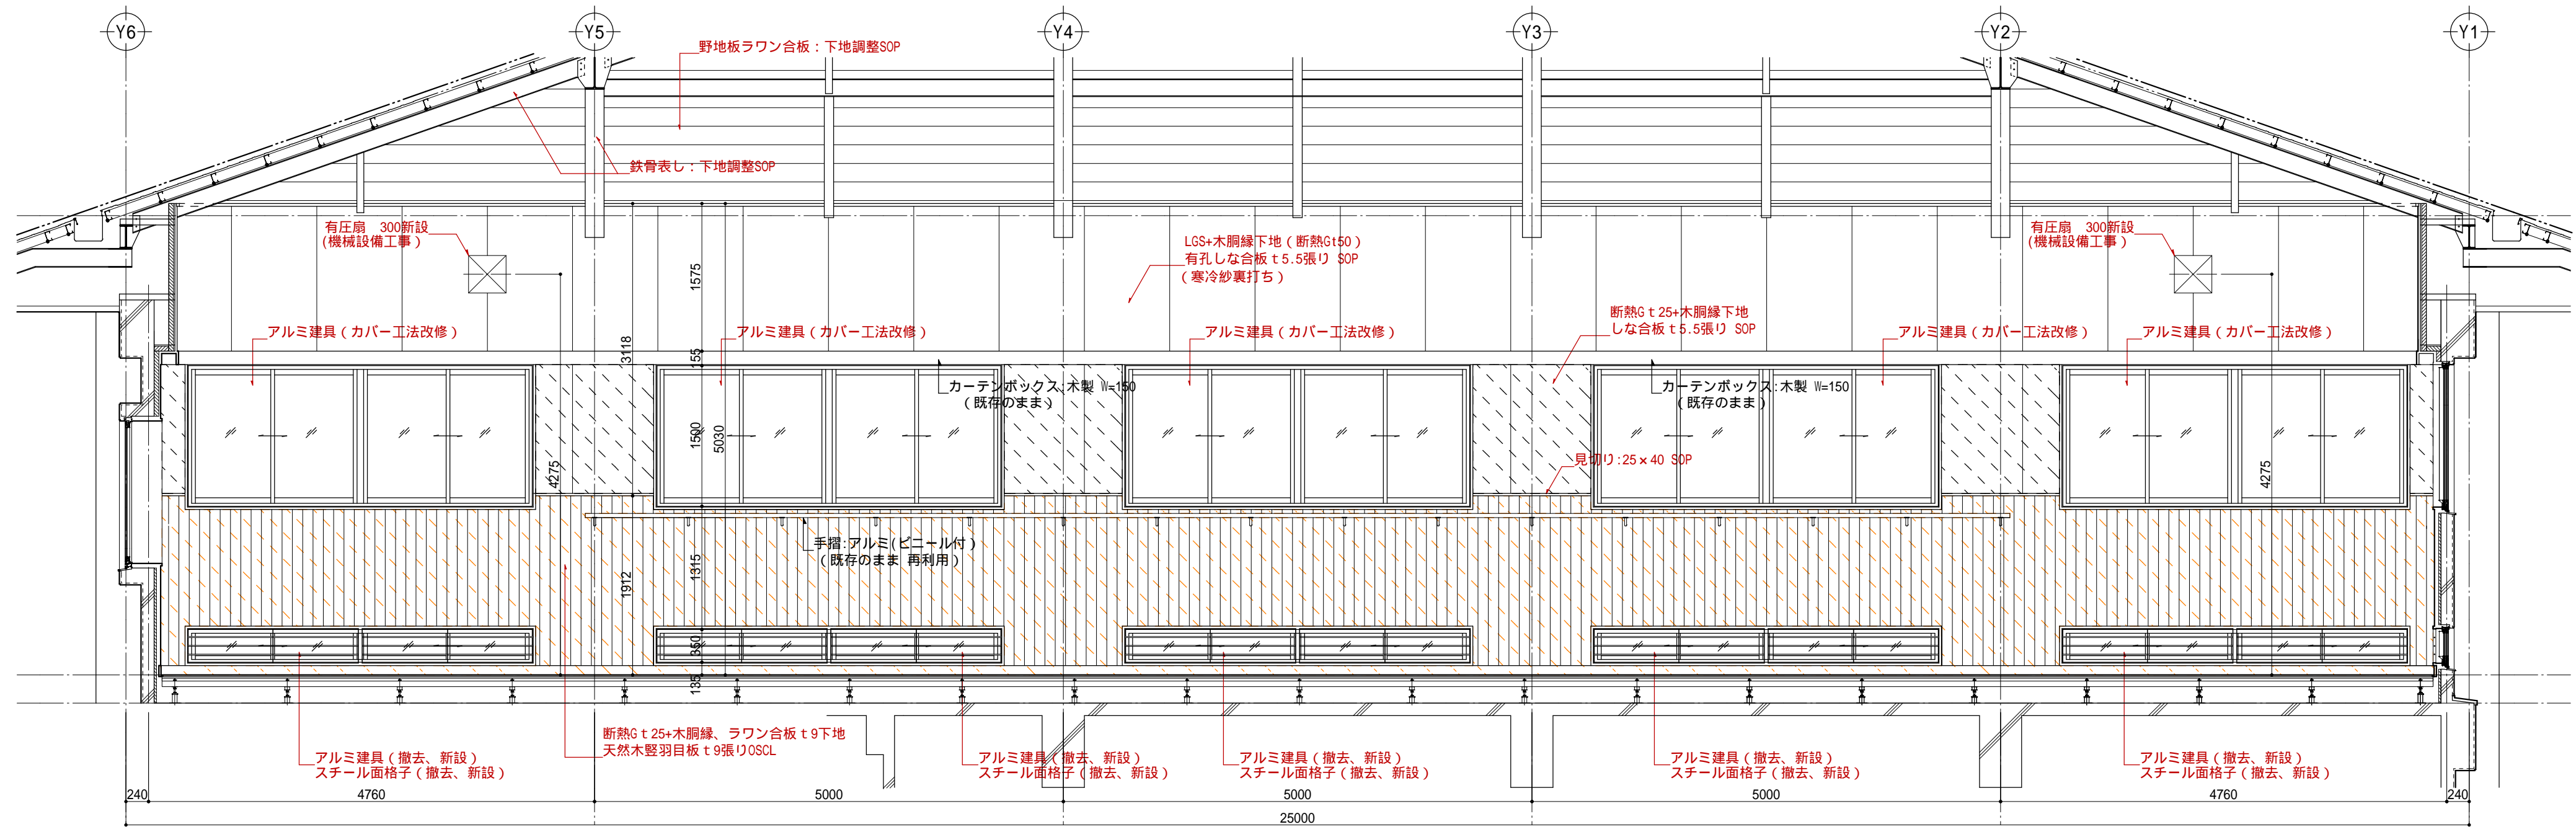 Y6
Y5
Y4
Y3
Y2
Y1
野地板ラワン合板：下地調整SOP
鉄骨表し：下地調整SOP
有圧扇　300新設
(機械設備工事）
LGS+木胴縁下地（断熱Gt50）
有孔しな合板ｔ5.5張り SOP
（寒冷紗裏打ち）
有圧扇　300新設
(機械設備工事）
断熱Gｔ25+木胴縁下地
しな合板ｔ5.5張り SOP
アルミ建具（カバー工法改修）
アルミ建具（カバー工法改修）
アルミ建具（カバー工法改修）
アルミ建具（カバー工法改修）
アルミ建具（カバー工法改修）
カーテンボックス:木製 W=150
（既存のまま）
カーテンボックス:木製 W=150
（既存のまま）
1575
3118
155
1500
5030
4275
4275
見切り:25×40 SOP
手摺:アルミ(ビニール付）
（既存のまま 再利用）
1315
1912
350
135
断熱Gｔ25+木胴縁、ラワン合板ｔ9下地
天然木竪羽目板ｔ9張りOSCL
アルミ建具（撤去、新設）
スチール面格子（撤去、新設）
アルミ建具（撤去、新設）
スチール面格子（撤去、新設）
アルミ建具（撤去、新設）
スチール面格子（撤去、新設）
アルミ建具（撤去、新設）
スチール面格子（撤去、新設）
アルミ建具（撤去、新設）
スチール面格子（撤去、新設）
240
4760
5000
5000
5000
4760
240
25000